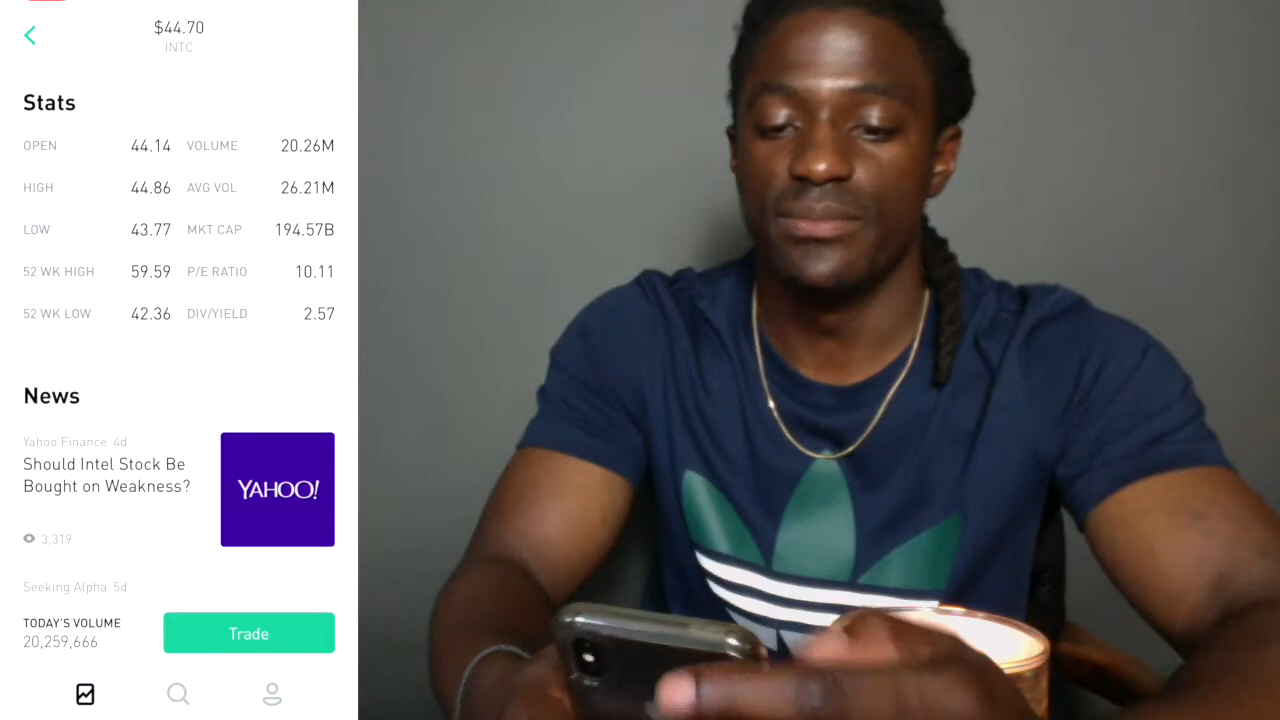 $44.70
INTC
Stats
OPEN 44.14 VOLUME 20.26M
HIGH 44.86 AVG VOL 26.21M
LOW 43.77 MKT CAP 194.57B
52 WK HIGH 59.59 P/E RATIO 10.11
52 WK LOW 42.36 DIV/YIELD 2.57
News
Yahoo Finance 4d
Should Intel Stock Be
Bought on Weakness?
YAHOO!
3,319
Seeking Alpha 5d
TODAY'S VOLUME
20,259,666
Trade